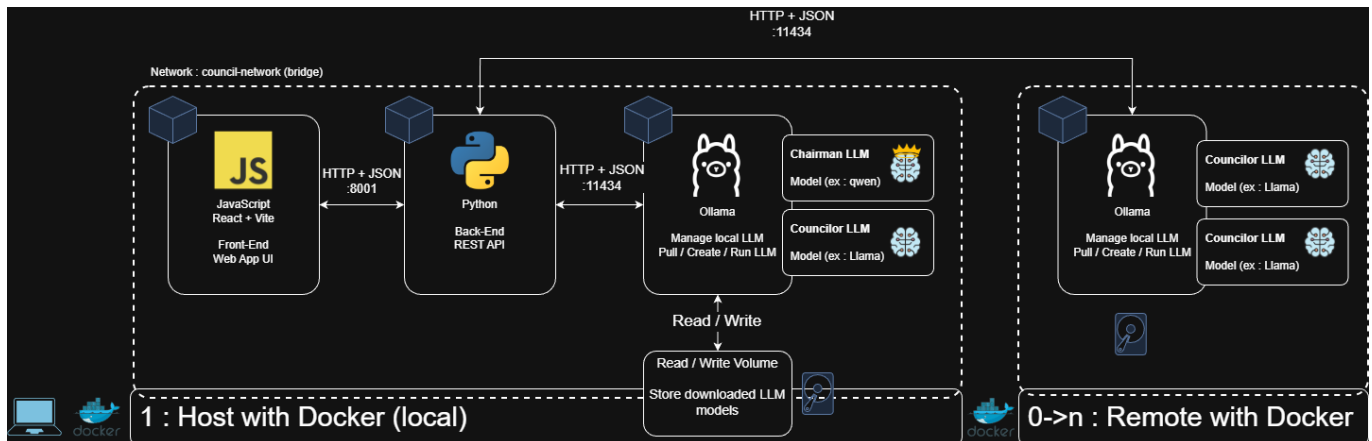 HTTP + JSON
:11434
Network : council-network (bridge)
JS
JavaScript
React + Vite
Front-End
Web App UI
HTTP + JSON
:8001
Python
Back-End
REST API
HTTP + JSON
:11434
Ollama
Manage local LLM
Pull / Create / Run LLM
Chairman LLM
Model (ex : qwen)
Councilor LLM
Model (ex : Llama)
Read / Write
Read / Write Volume
Store downloaded LLM
models
Ollama
Manage local LLM
Pull / Create / Run LLM
Councilor LLM
Model (ex : Llama)
Councilor LLM
Model (ex : Llama)
docker
1 : Host with Docker (local)
docker
0->n : Remote with Docker